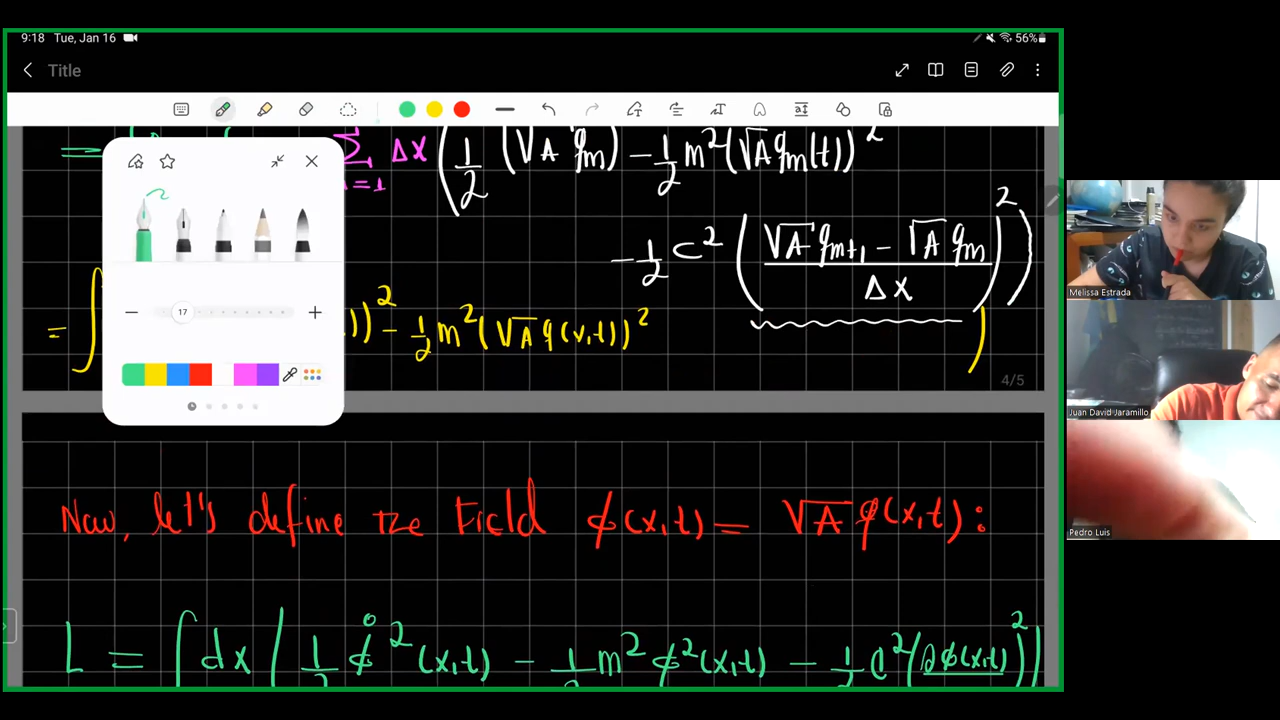 9:18 Tue, Jan 16 56%
Title
= Σ Δx ( 1/2 (√A q̇m) - 1/2 m² (√A qm(t))²
n=1
- 1/2 c² ( (√A qm+1 - √A qm) / Δx )² )
= ∫ ))² - 1/2 m² (√A q(x,t))² )
17
4/5
Now, let's define the Field ϕ(x,t) = √A q(x,t):
L = ∫ dx ( 1/2 ϕ̇²(x,t) - 1/2 m² ϕ²(x,t) - 1/2 c² (∂ϕ(x,t))² )
Melissa Estrada
Juan David Jaramillo
Pedro Luis